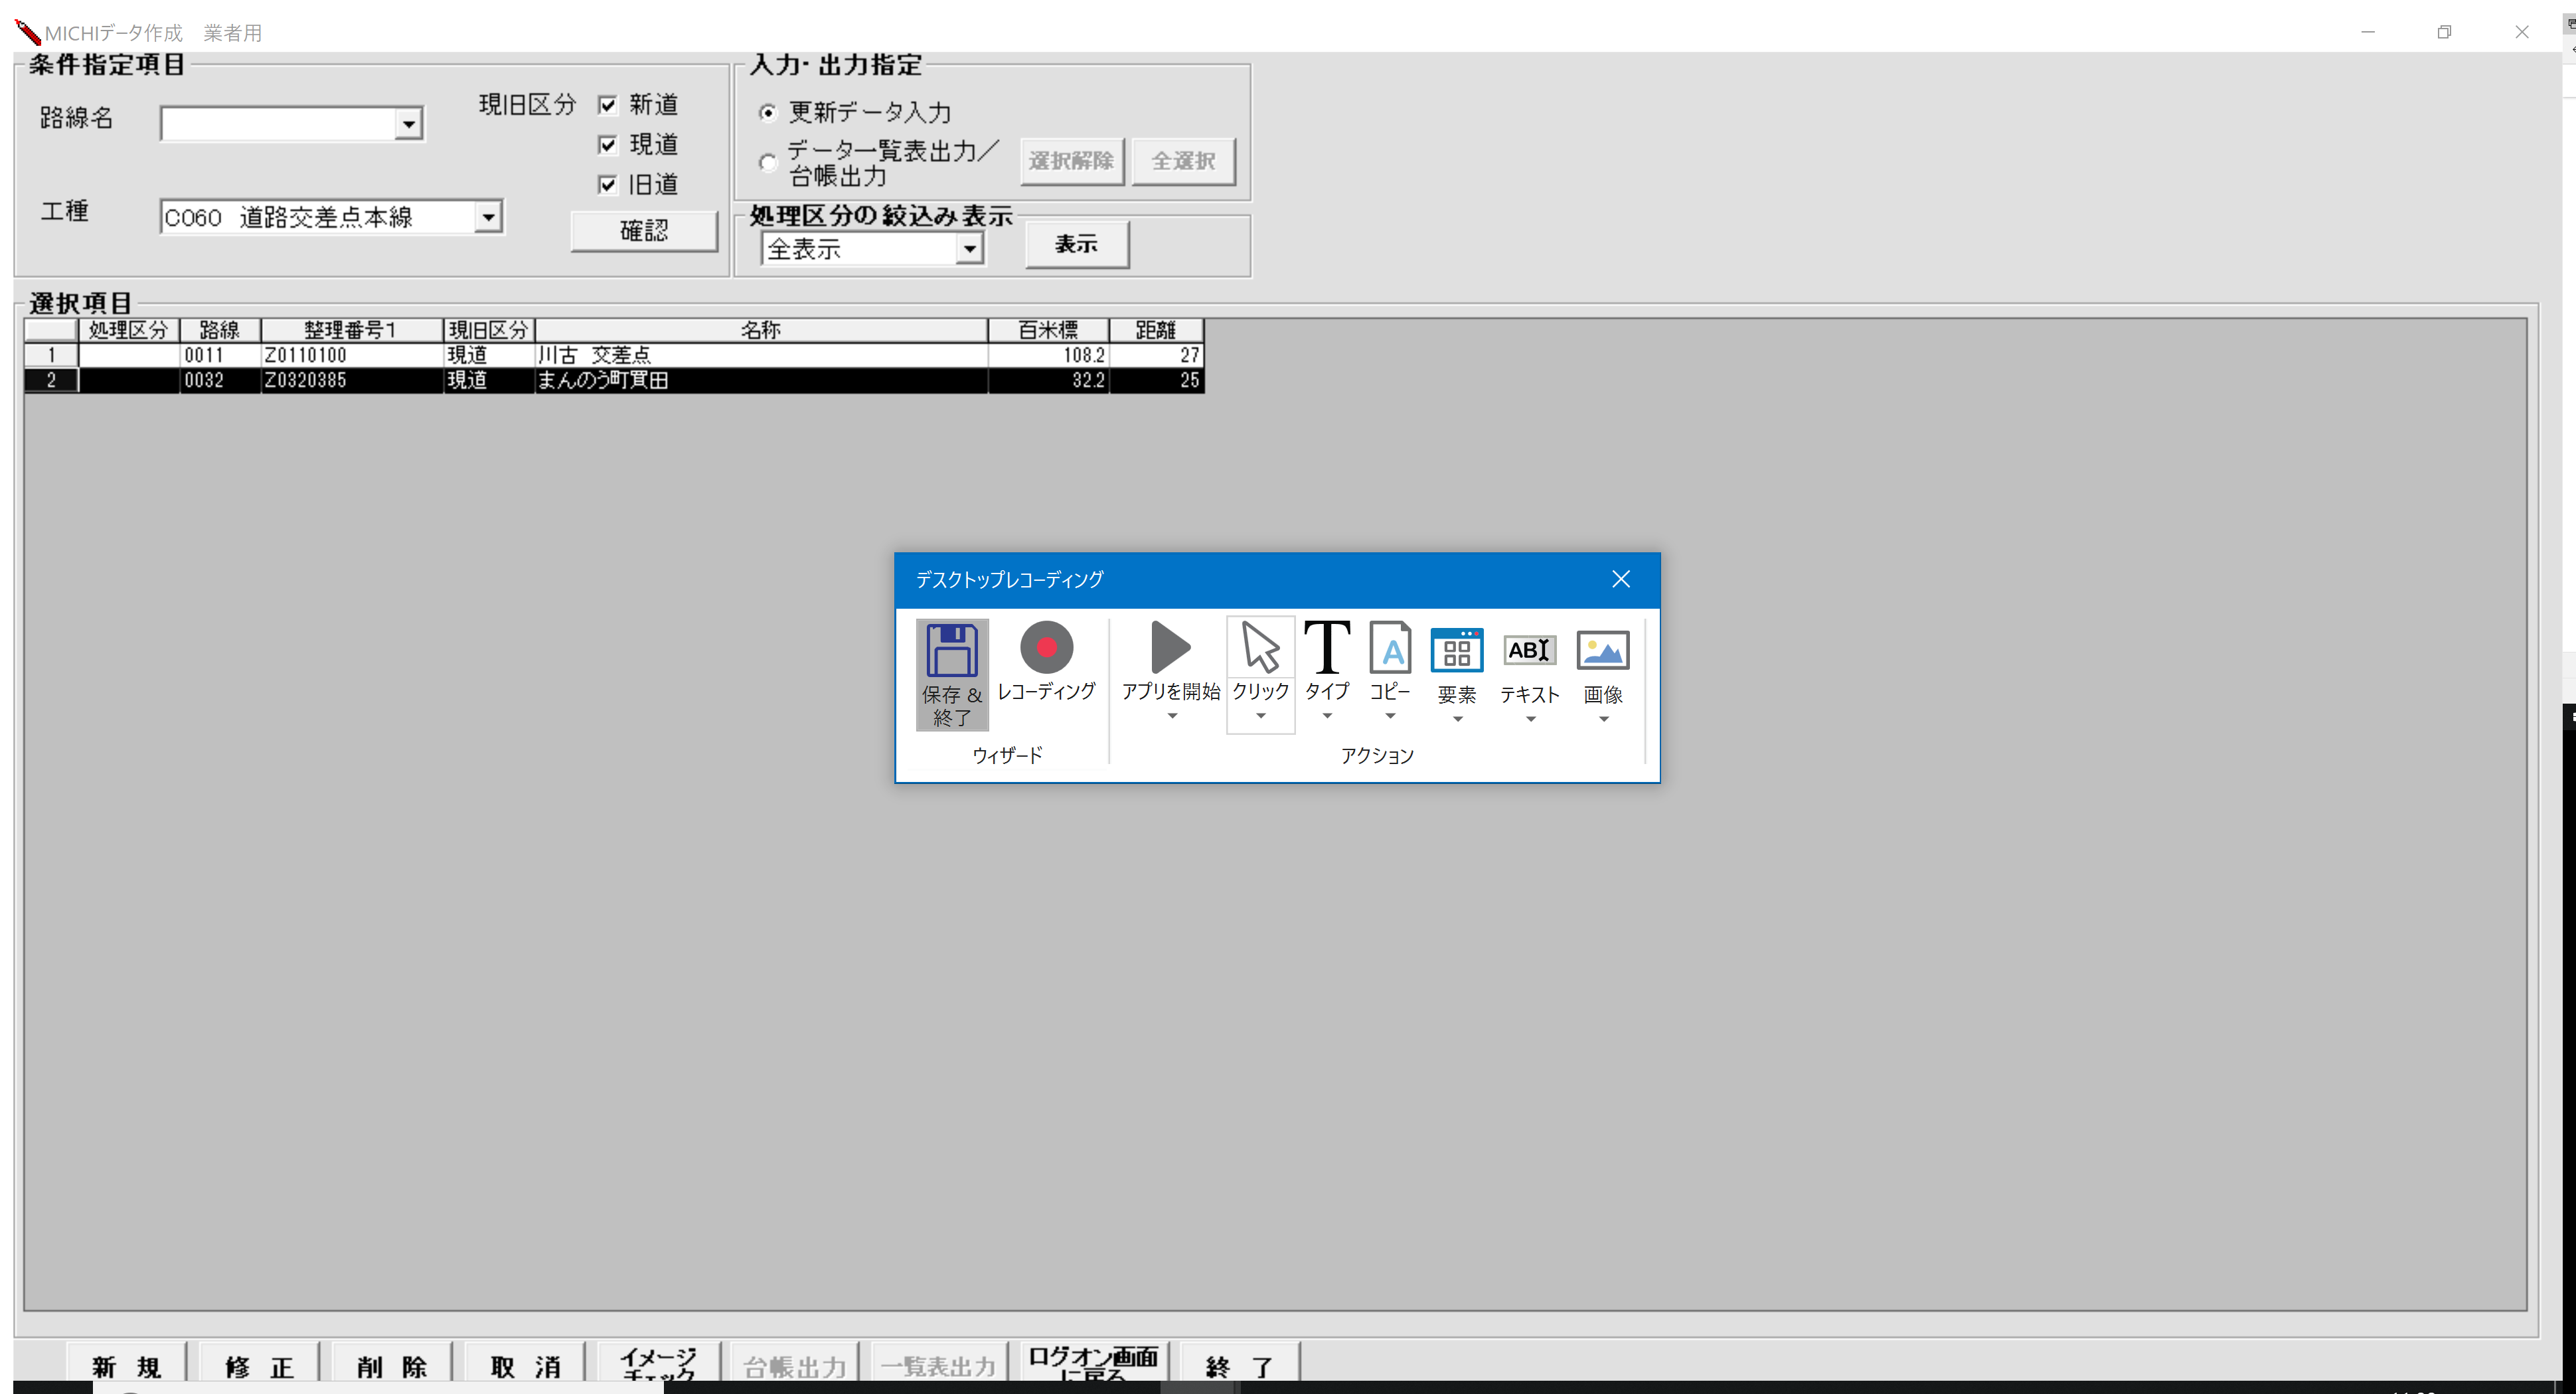 MICHIデータ作成　業者用
条件指定項目
路線名
現旧区分
新道
現道
旧道
工種
C060 道路交差点本線
確認
入力・出力指定
更新データ入力
データ一覧表出力／
台帳出力
選択解除
全選択
処理区分の絞込み表示
全表示
表示
選択項目
処理区分 路線 整理番号1 現旧区分 名称 百米標 距離
1 0011 Z0110100 現道 川古 交差点 108.2 27
2 0032 Z0320385 現道 まんのう町買田 32.2 25
デスクトップレコーディング
保存 &
終了
レコーディング
アプリを開始
クリック
タイプ
コピー
要素
ABI
テキスト
画像
ウィザード
アクション
新 規
修 正
削 除
取 消
イメージ
チェック
台帳出力
一覧表出力
ログオン画面
に戻る
終 了